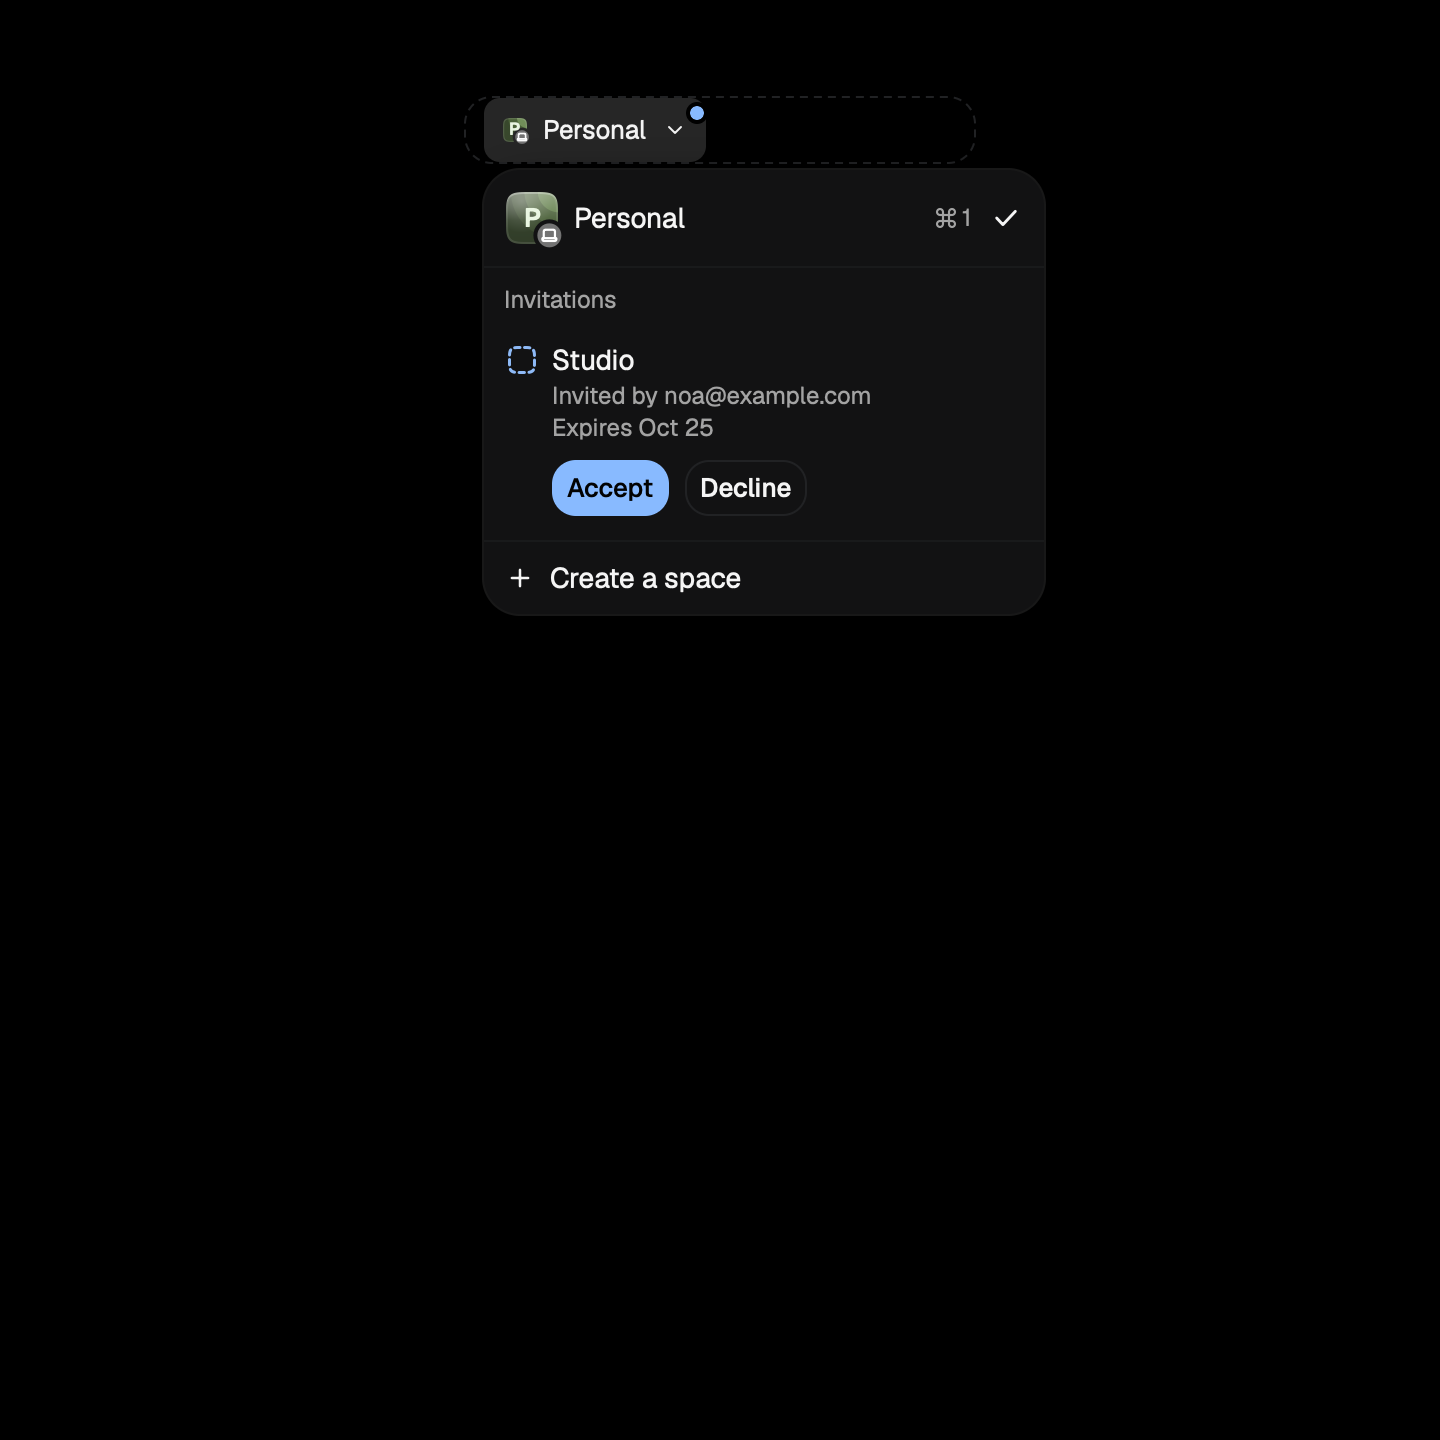 P Personal
P Personal ⌘1
Invitations
Studio
Invited by noa@example.com
Expires Oct 25
Accept Decline
Create a space